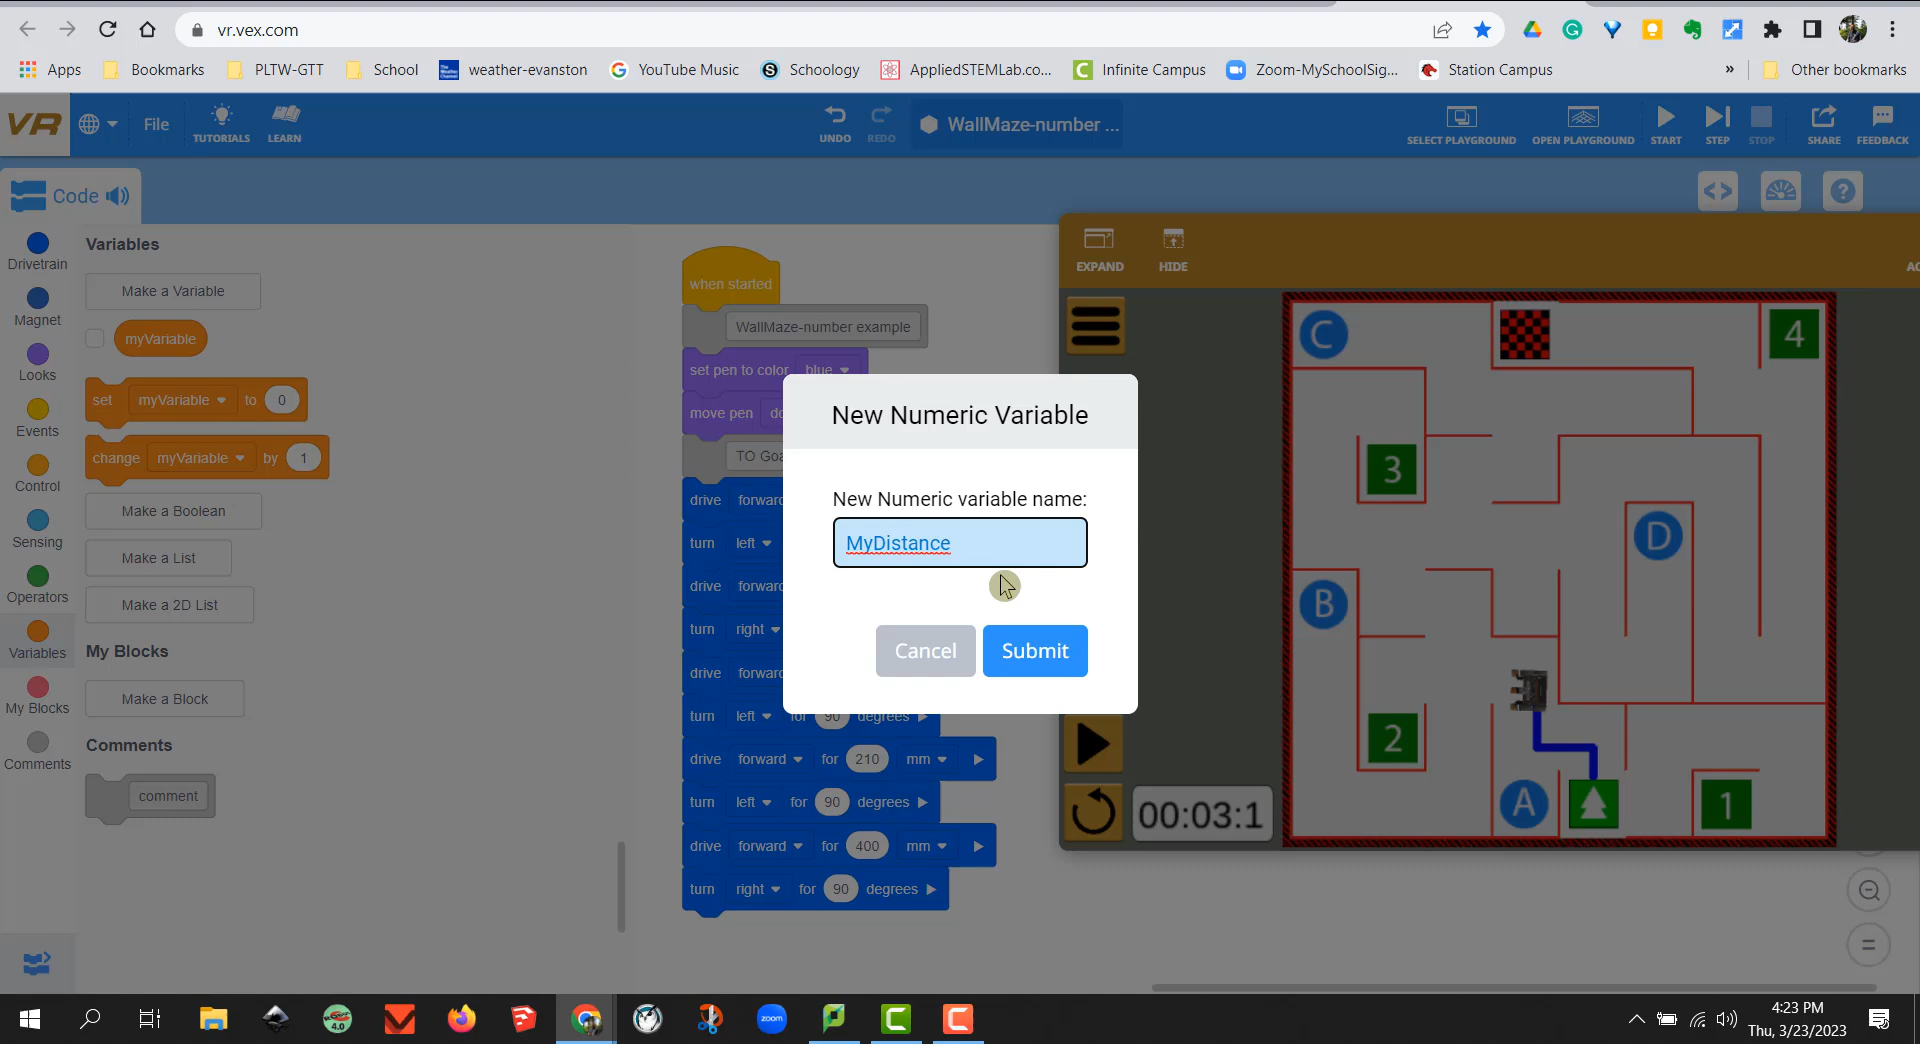 vr.vex.com
Apps Bookmarks PLTW-GTT School weather-evanston YouTube Music Schoology AppliedSTEMLab.co... Infinite Campus Zoom-MySchoolSig... Station Campus » Other bookmarks
VR File TUTORIALS LEARN UNDO REDO WallMaze-number ... SELECT PLAYGROUND OPEN PLAYGROUND START STEP STOP SHARE FEEDBACK
Code
Drivetrain
Magnet
Looks
Events
Control
Sensing
Operators
Variables
My Blocks
Comments
Variables
Make a Variable
myVariable
set myVariable to 0
change myVariable by 1
Make a Boolean
Make a List
Make a 2D List
My Blocks
Make a Block
Comments
comment
when started
WallMaze-number example
set pen to color blue
move pen do
TO Goa
drive forward
turn left
drive forward
turn right
drive forward
turn left for 90 degrees
drive forward for 210 mm
turn left for 90 degrees
drive forward for 400 mm
turn right for 90 degrees
New Numeric Variable
New Numeric variable name:
MyDistance
Cancel Submit
EXPAND HIDE AC
C 4
3
D
B
2
A 1
00:03:1
4.0
zoom
4:23 PM
Thu, 3/23/2023